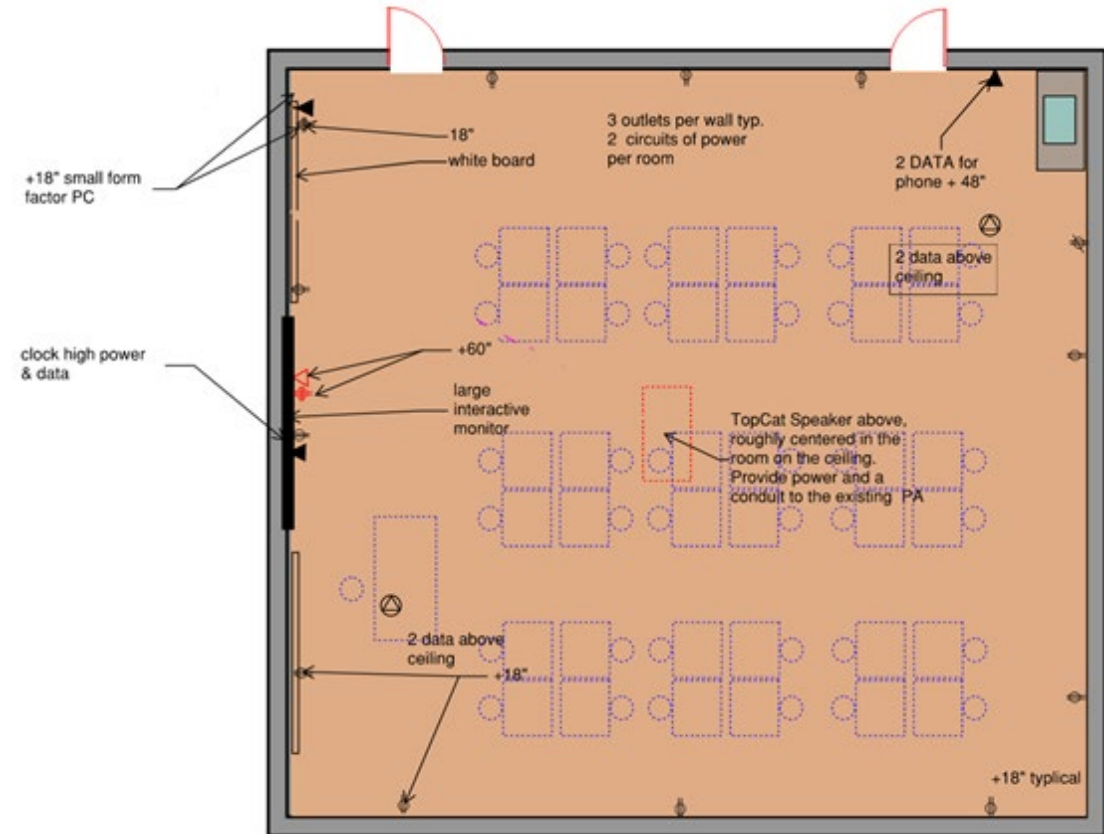 3 outlets per wall typ.
2 circuits of power
per room
18"
white board
2 DATA for
phone + 48"
+18" small form
factor PC
2 data above
ceiling
clock high power
& data
+60"
large
interactive
monitor
TopCat Speaker above,
roughly centered in the
room on the ceiling.
Provide power and a
conduit to the existing PA
2 data above
ceiling
+18"
+18" typlical